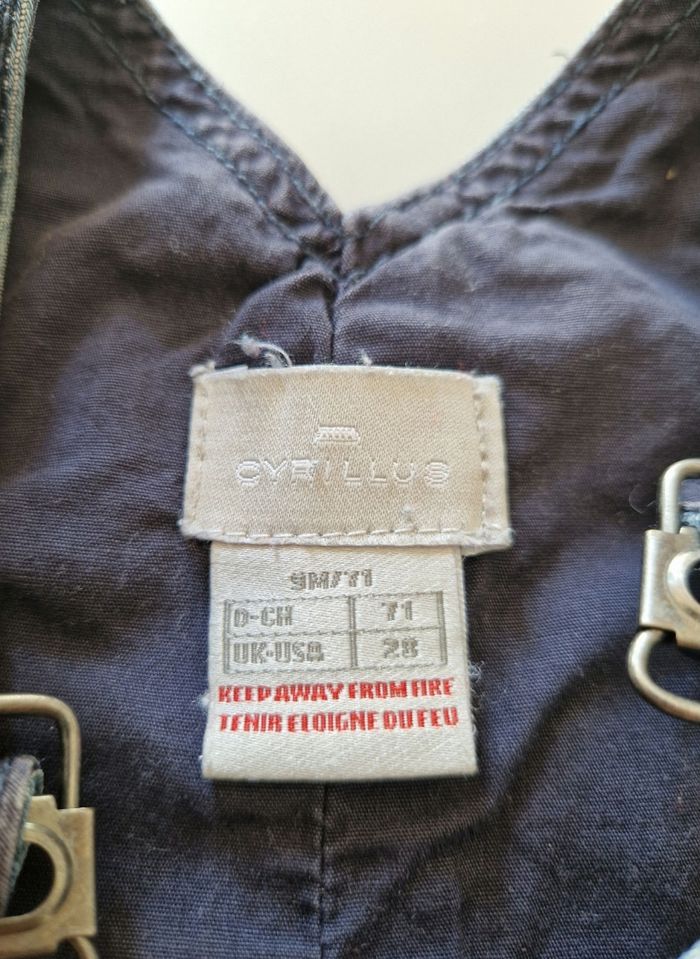 CYRILLUS
9M/71
D-CH 71
UK-USA 28
KEEP AWAY FROM FIRE
TENIR ELOIGNE DU FEU